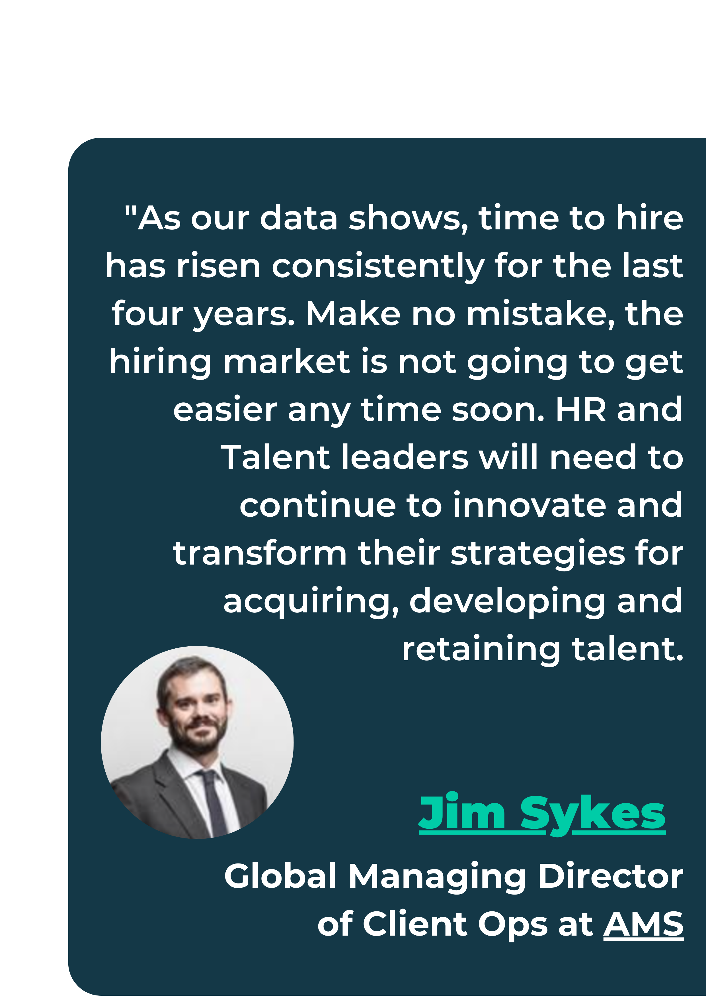 "As our data shows, time to hire
has risen consistently for the last
four years. Make no mistake, the
hiring market is not going to get
easier any time soon. HR and
Talent leaders will need to
continue to innovate and
transform their strategies for
acquiring, developing and
retaining talent.
Jim Sykes
Global Managing Director
of Client Ops at AMS